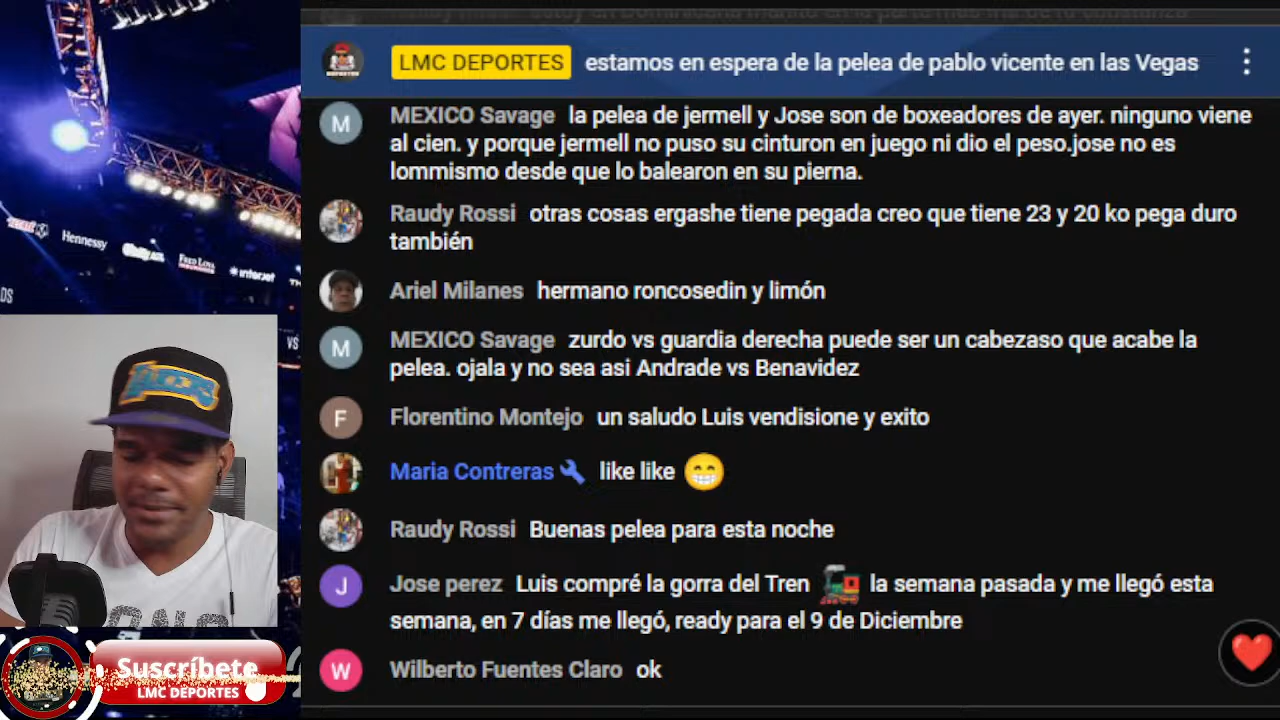 LMC DEPORTES estamos en espera de la pelea de pablo vicente en las Vegas
M MEXICO Savage la pelea de jermell y Jose son de boxeadores de ayer. ninguno viene
al cien. y porque jermell no puso su cinturon en juego ni dio el peso.jose no es
lommismo desde que lo balearon en su pierna.
Raudy Rossi otras cosas ergashe tiene pegada creo que tiene 23 y 20 ko pega duro
también
Ariel Milanes hermano roncosedin y limón
M MEXICO Savage zurdo vs guardia derecha puede ser un cabezaso que acabe la
pelea. ojala y no sea asi Andrade vs Benavidez
F Florentino Montejo un saludo Luis vendisione y exito
Maria Contreras like like 😁
Raudy Rossi Buenas pelea para esta noche
J Jose perez Luis compré la gorra del Tren 🚂 la semana pasada y me llegó esta
semana, en 7 días me llegó, ready para el 9 de Diciembre
W Wilberto Fuentes Claro ok
Hennessy
FRED LOYA
interjet
DS
VS
Suscríbete
LMC DEPORTES